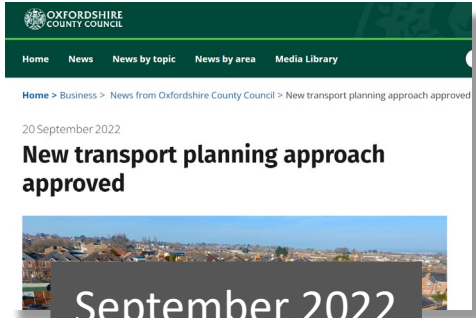 OXFORDSHIRE
COUNTY COUNCIL
Home News News by topic News by area Media Library
Home > Business > News from Oxfordshire County Council > New transport planning approach approved
20 September 2022
New transport planning approach
approved
September 2022